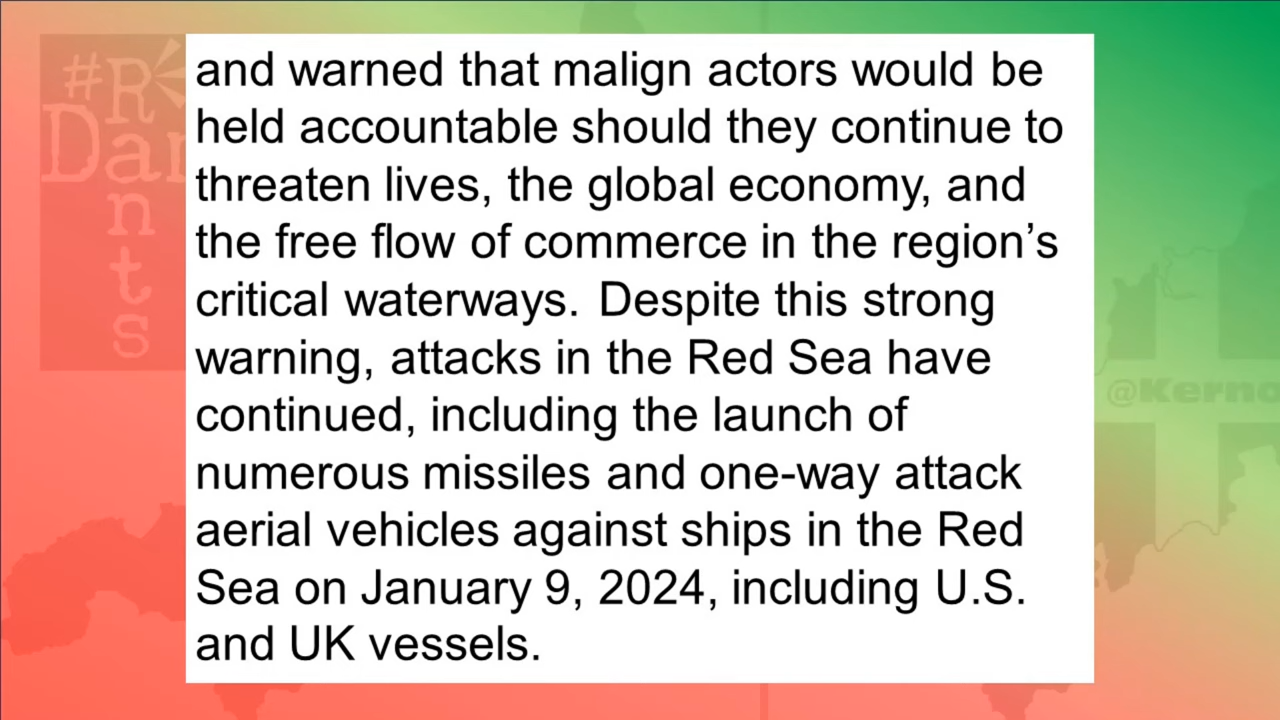 #R
Dar
n
t
s
and warned that malign actors would be
held accountable should they continue to
threaten lives, the global economy, and
the free flow of commerce in the region’s
critical waterways. Despite this strong
warning, attacks in the Red Sea have
continued, including the launch of
numerous missiles and one-way attack
aerial vehicles against ships in the Red
Sea on January 9, 2024, including U.S.
and UK vessels.
@Kerno